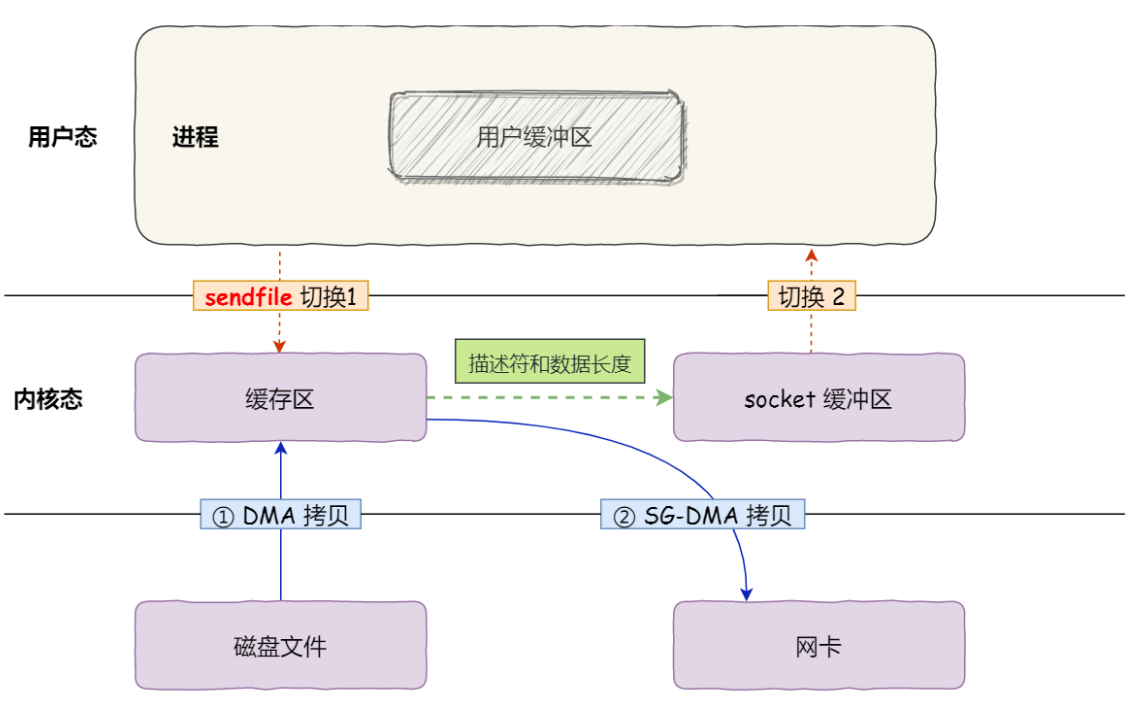 用户态
进程
用户缓冲区
sendfile 切换1
切换 2
内核态
缓存区
描述符和数据长度
socket 缓冲区
① DMA 拷贝
② SG-DMA 拷贝
磁盘文件
网卡